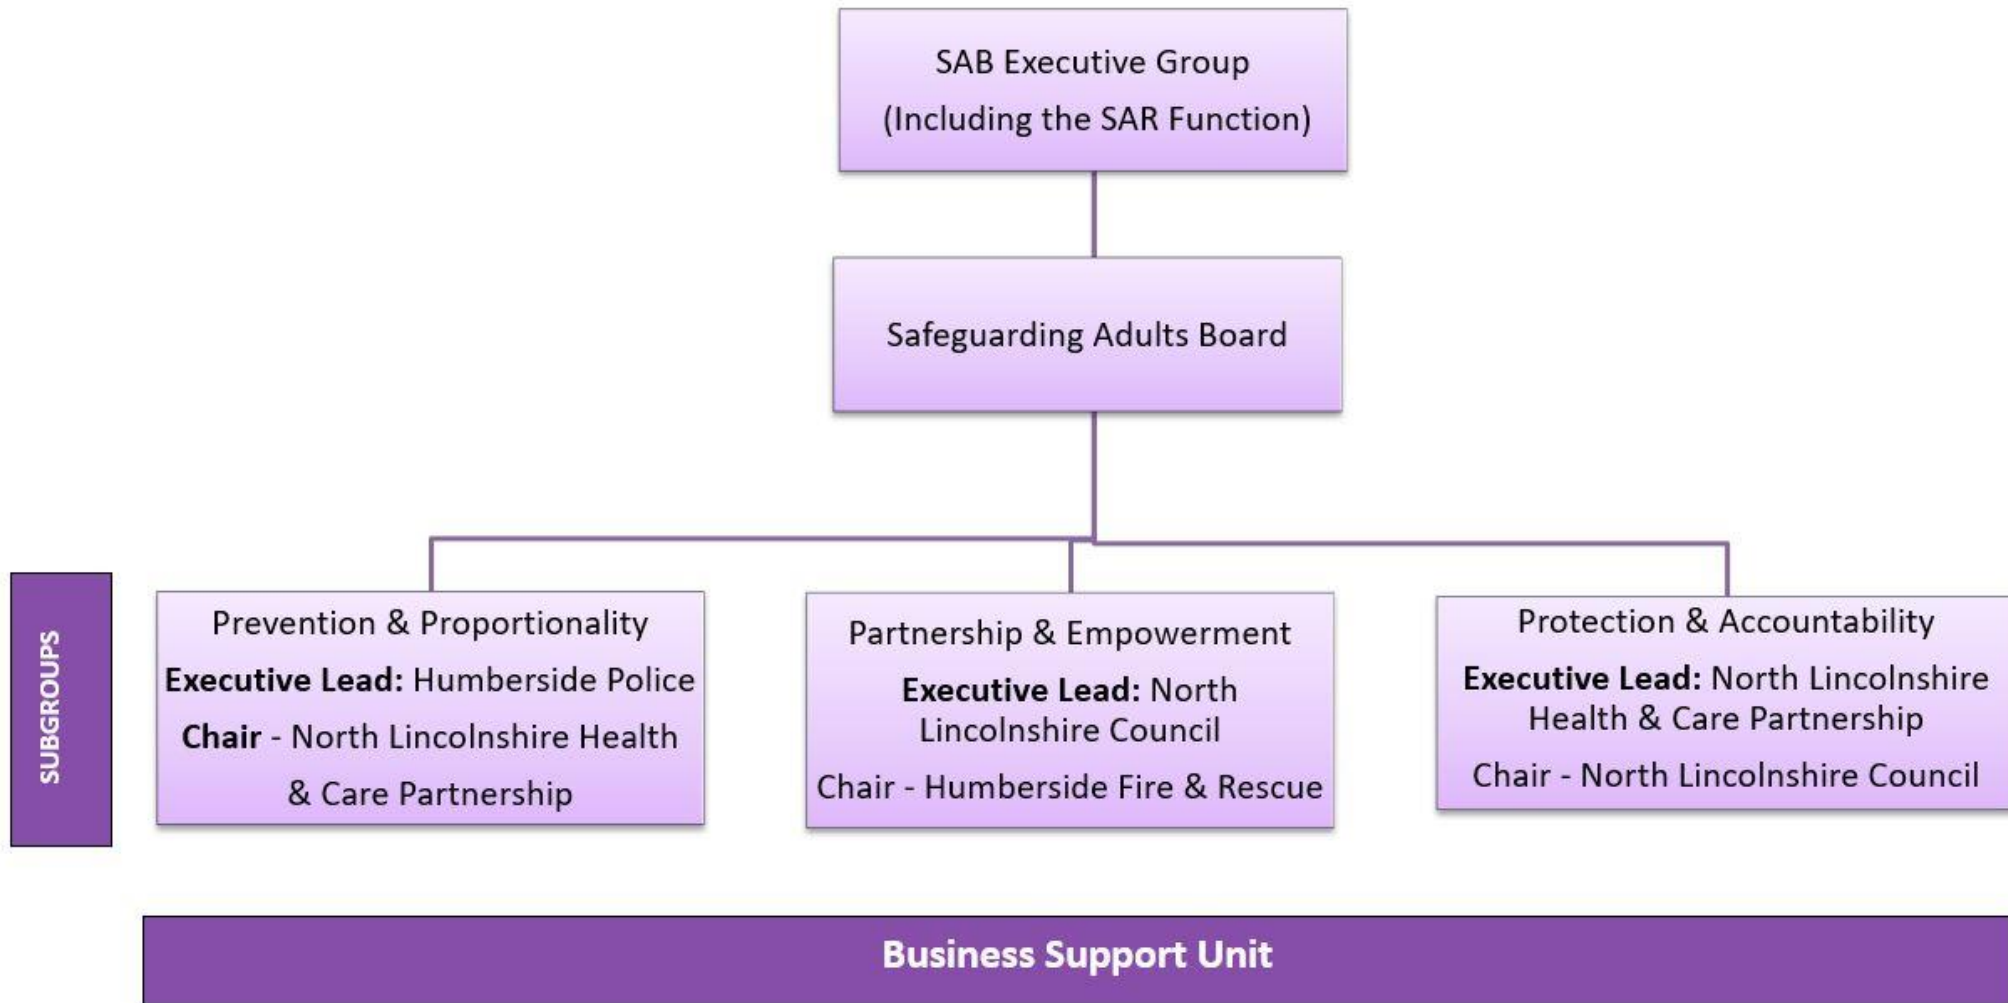 SAB Executive Group
(Including the SAR Function)
Safeguarding Adults Board
SUBGROUPS
Prevention & Proportionality
Executive Lead: Humberside Police
Chair - North Lincolnshire Health
& Care Partnership
Partnership & Empowerment
Executive Lead: North
Lincolnshire Council
Chair - Humberside Fire & Rescue
Protection & Accountability
Executive Lead: North Lincolnshire
Health & Care Partnership
Chair - North Lincolnshire Council
Business Support Unit